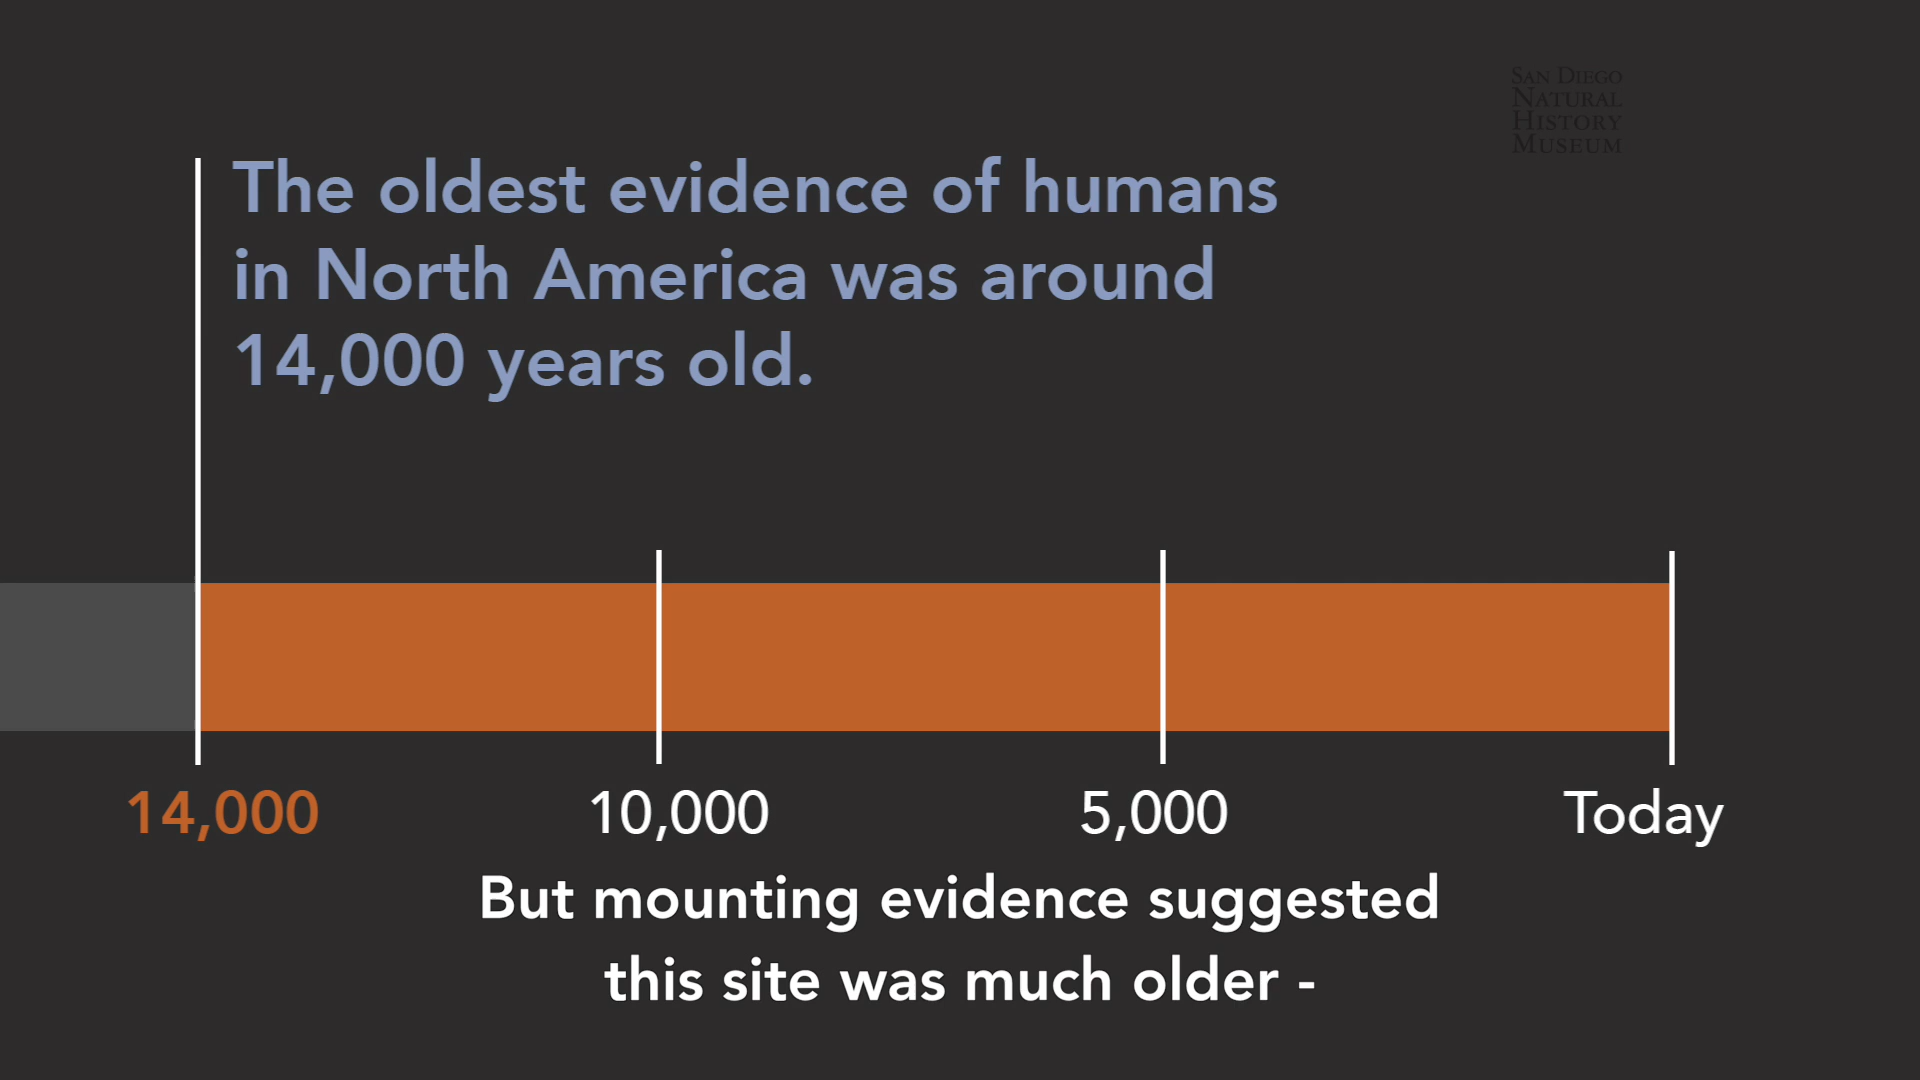 SAN DIEGO
NATURAL
HISTORY
MUSEUM
The oldest evidence of humans
in North America was around
14,000 years old.
14,000 10,000 5,000 Today
But mounting evidence suggested
this site was much older -